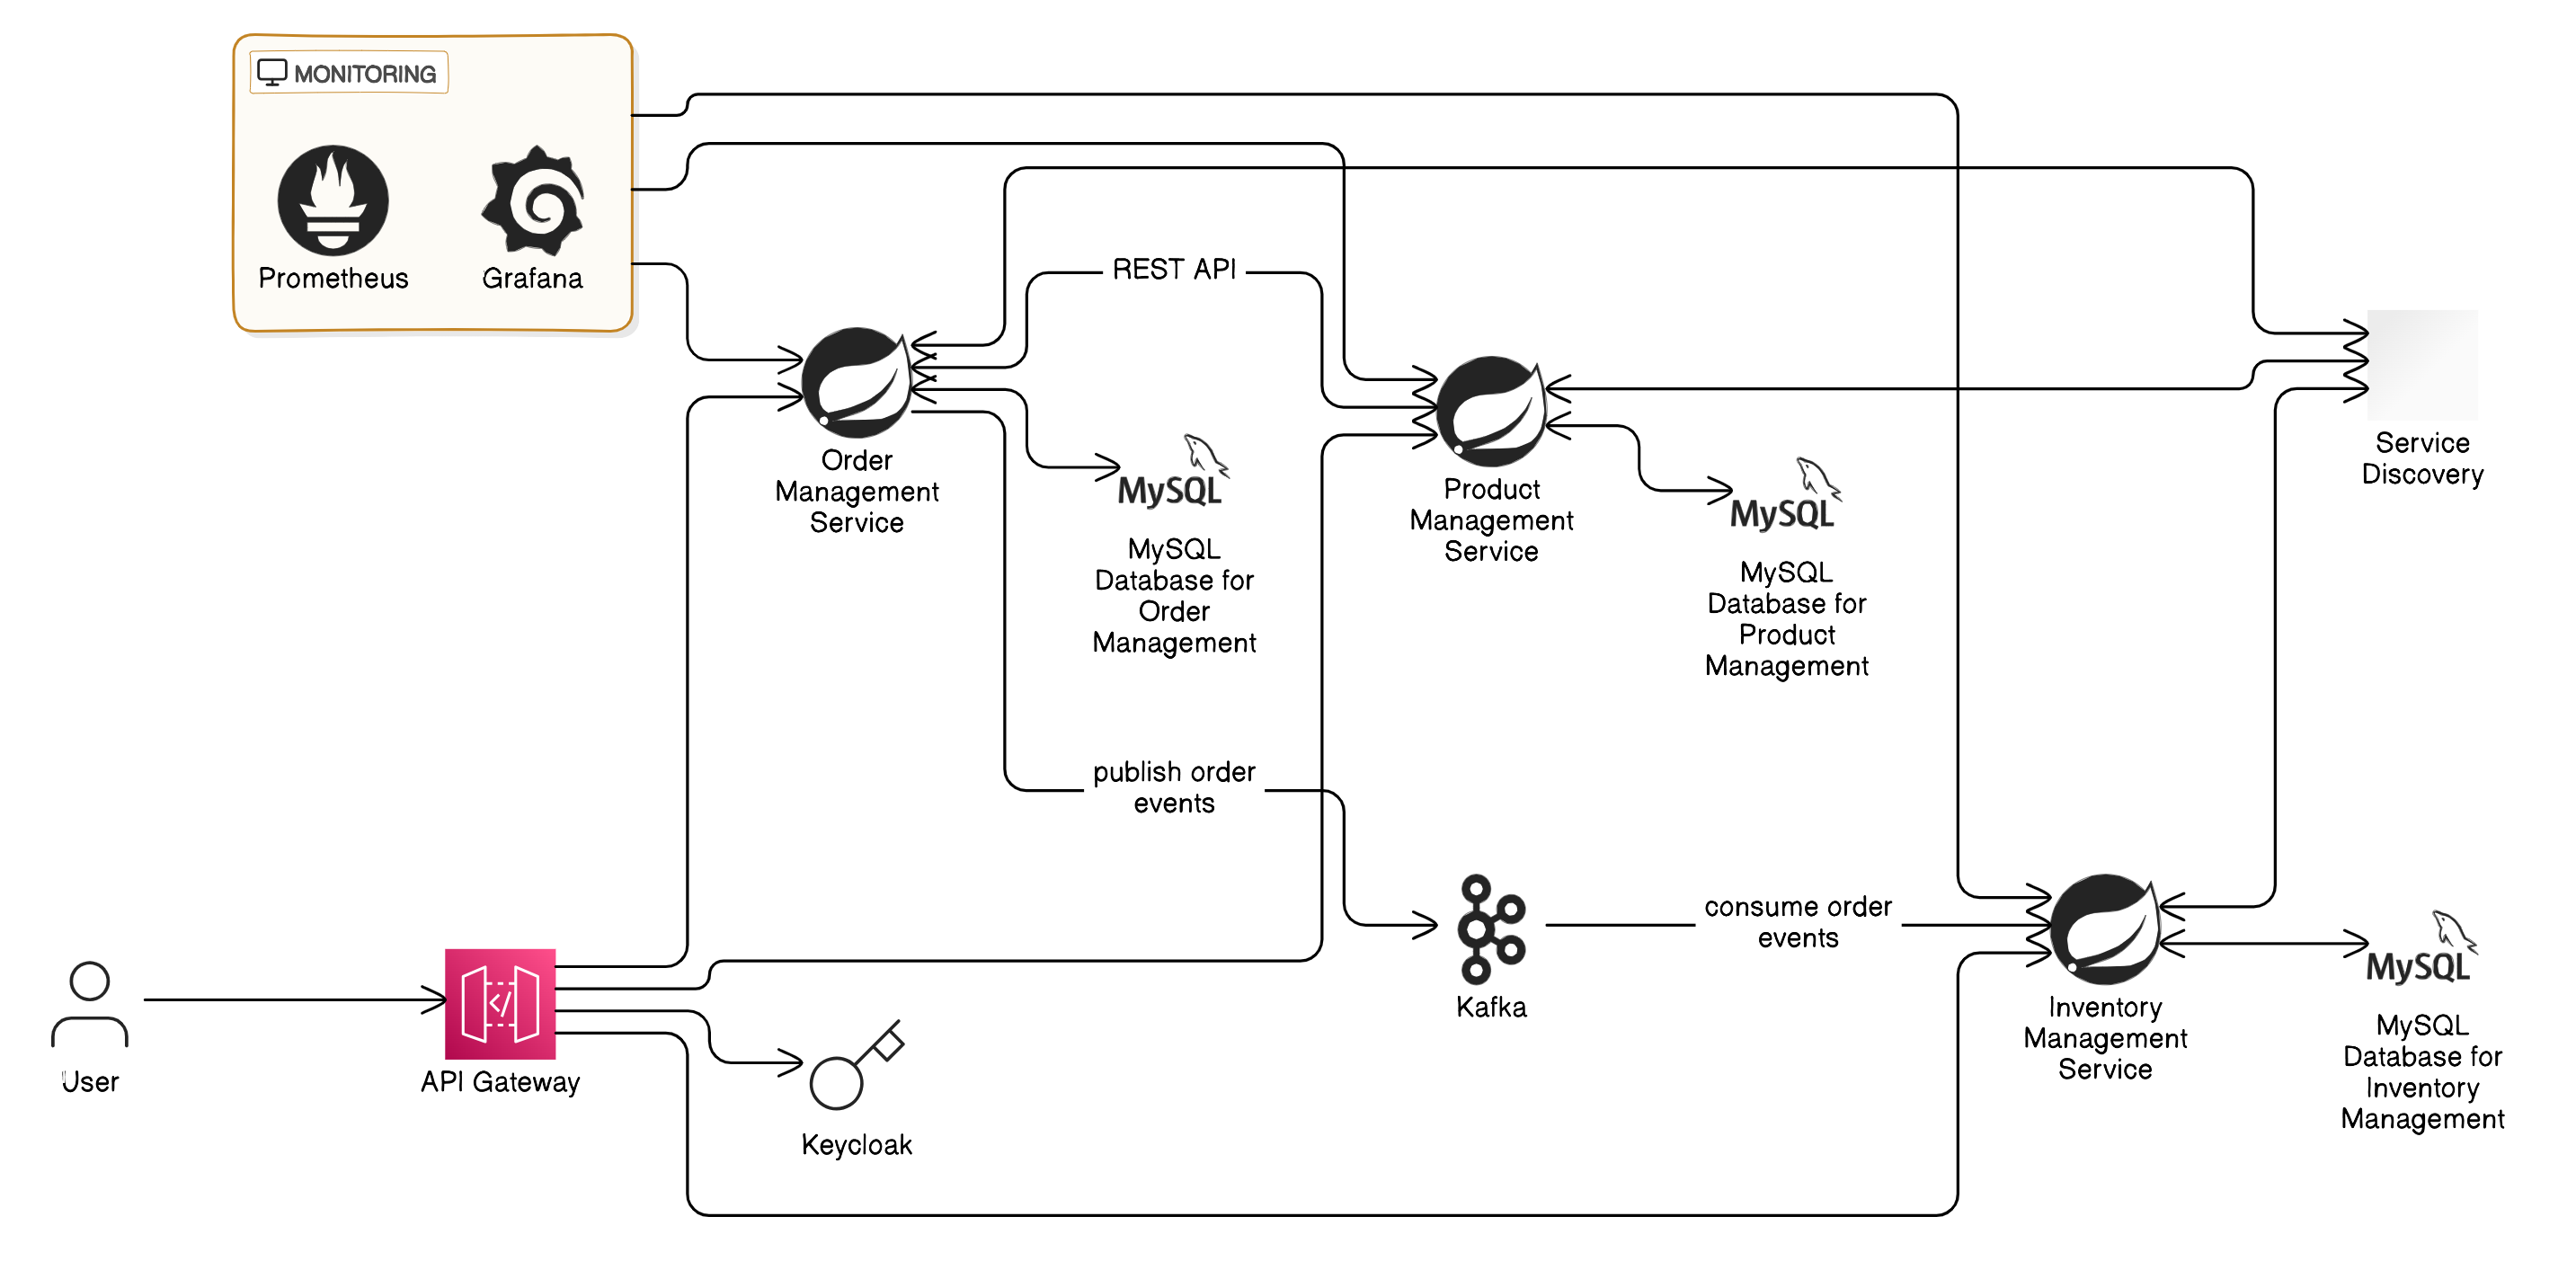 MONITORING
Prometheus
Grafana
REST API
Order
Management
Service
MySQL
MySQL
Database for
Order
Management
Product
Management
Service
MySQL
MySQL
Database for
Product
Management
Service
Discovery
publish order
events
Kafka
consume order
events
Inventory
Management
Service
MySQL
MySQL
Database for
Inventory
Management
User
</>
API Gateway
Keycloak